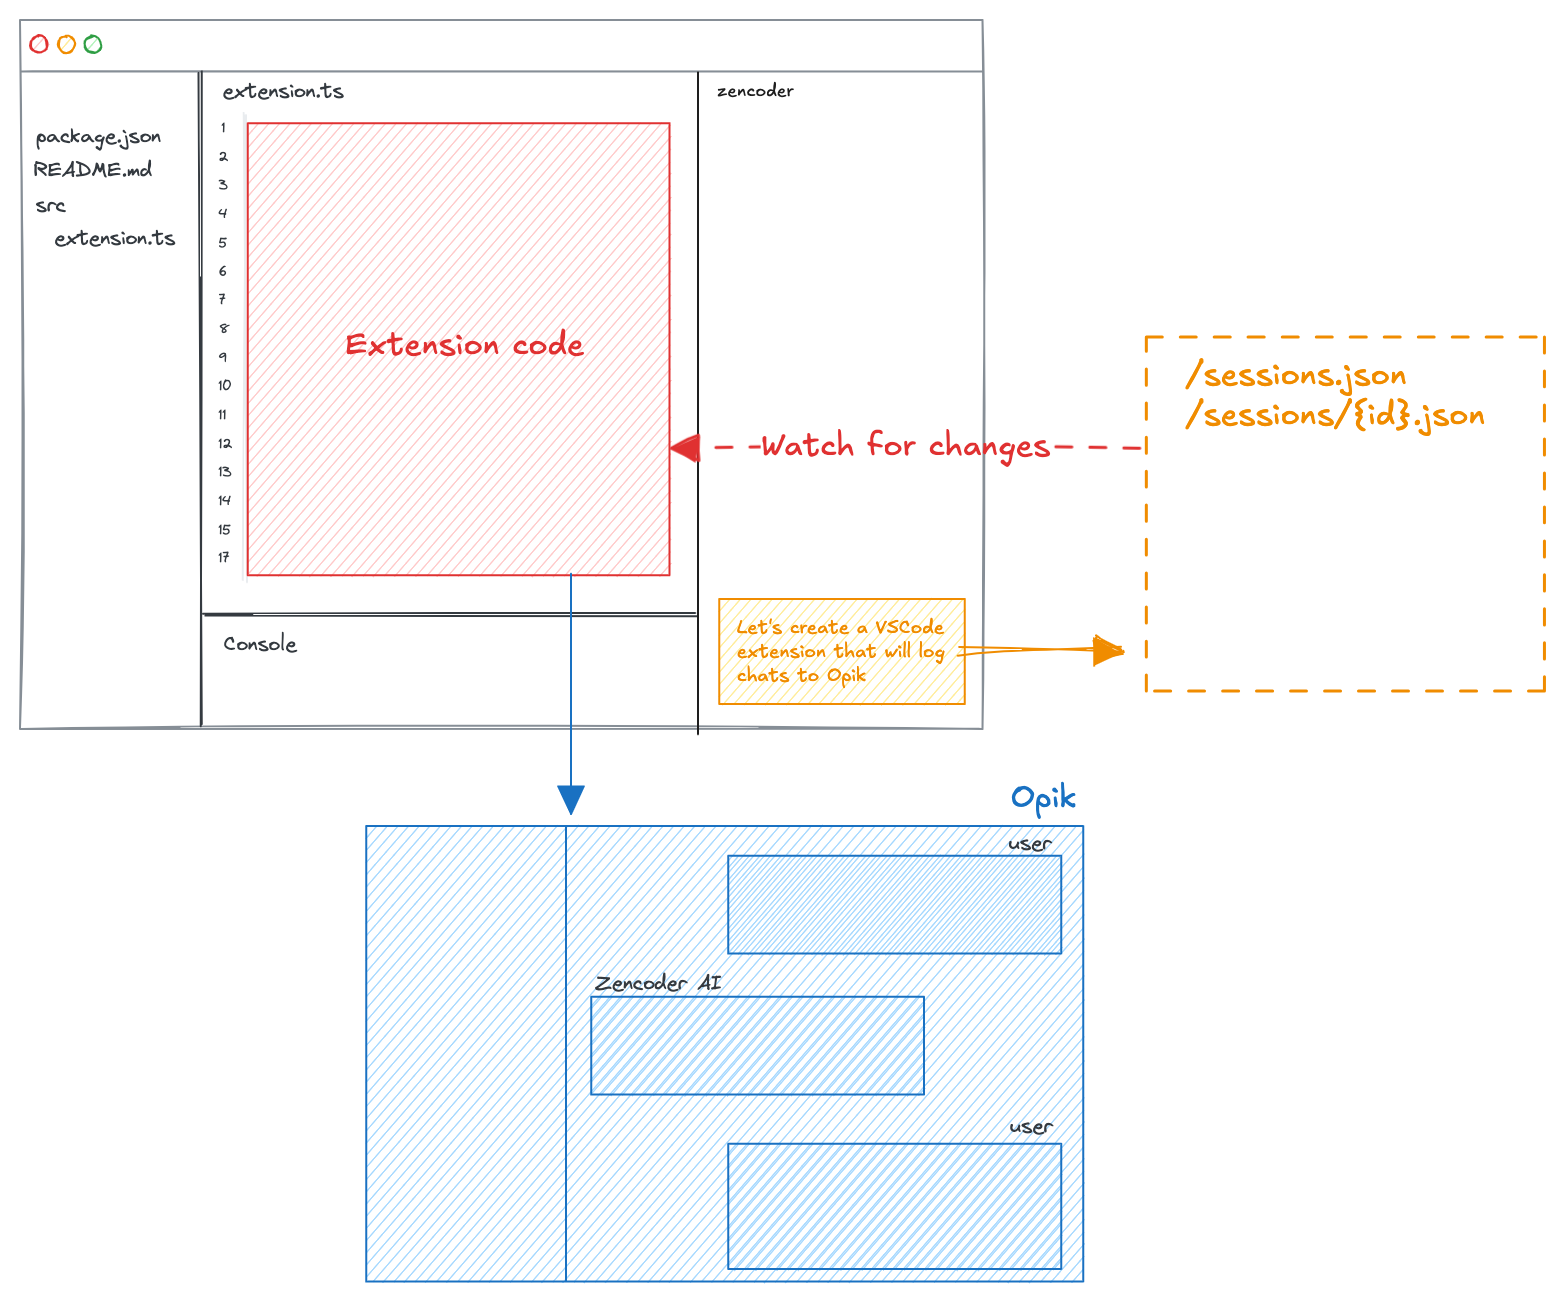 extension.ts
zencoder
package.json
README.md
src
extension.ts
1
2
3
4
5
6
7
8
9
10
11
12
13
14
15
17
Extension code
/sessions.json
/sessions/{id}.json
Watch for changes
Console
Let's create a VSCode
extension that will log
chats to Opik
Opik
user
Zencoder AI
user